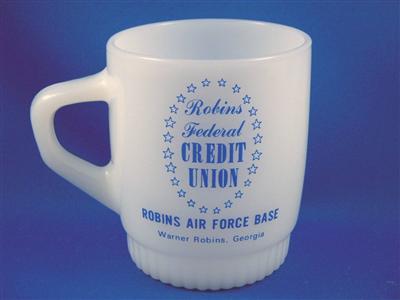 Robins
Federal
CREDIT
UNION
ROBINS AIR FORCE BASE
Warner Robins, Georgia